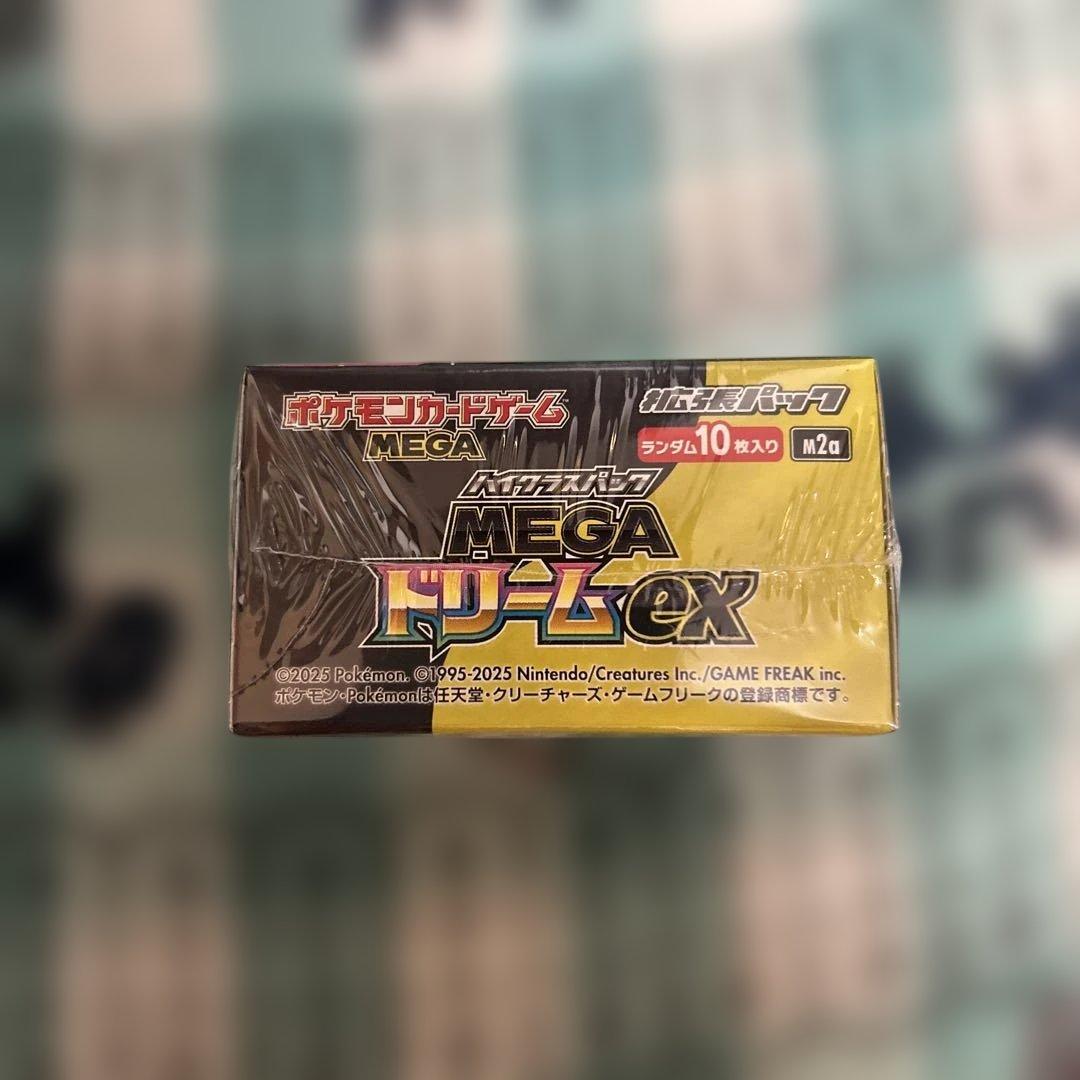 ポケモンカードゲーム
MEGA
拡張パック
ランダム10枚入り
M2a
ハイクラスパック
MEGA
ドリームex
©2025 Pokémon. ©1995-2025 Nintendo/Creatures Inc./GAME FREAK inc.
ポケモン・Pokémonは任天堂・クリーチャーズ・ゲームフリークの登録商標です。